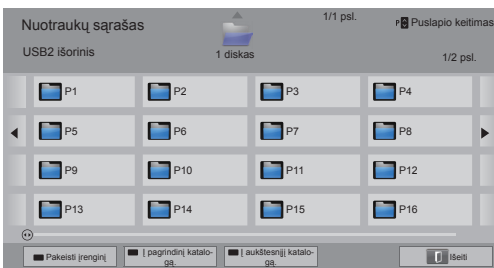 Nuotraukų sąrašas
1/1 psl.
P Puslapio keitimas
USB2 išorinis
1 diskas
1/2 psl.
P1
P2
P3
P4
P5
P6
P7
P8
P9
P10
P11
P12
P13
P14
P15
P16
Pakeisti įrenginį
Į pagrindinį katalo-
gą.
Į aukštesnįjį katalo-
gą.
Išeiti